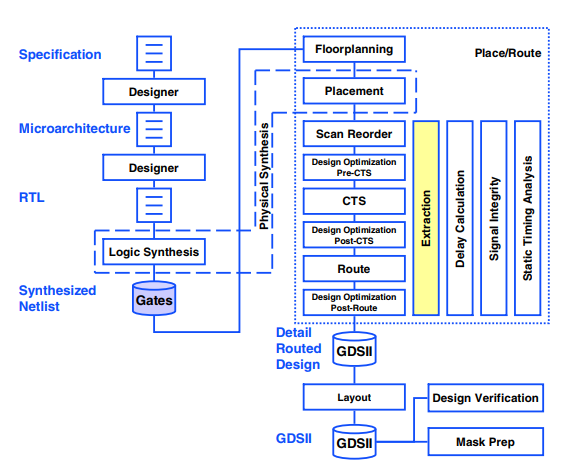 Specification
Designer
Microarchitecture
Designer
RTL
Logic Synthesis
Synthesized
Netlist
Gates
Physical Synthesis
Place/Route
Floorplanning
Placement
Scan Reorder
Design Optimization
Pre-CTS
CTS
Design Optimization
Post-CTS
Route
Design Optimization
Post-Route
Extraction
Delay Calculation
Signal Integrity
Static Timing Analysis
Detail
Routed
Design
GDSII
Layout
GDSII
GDSII
Design Verification
Mask Prep